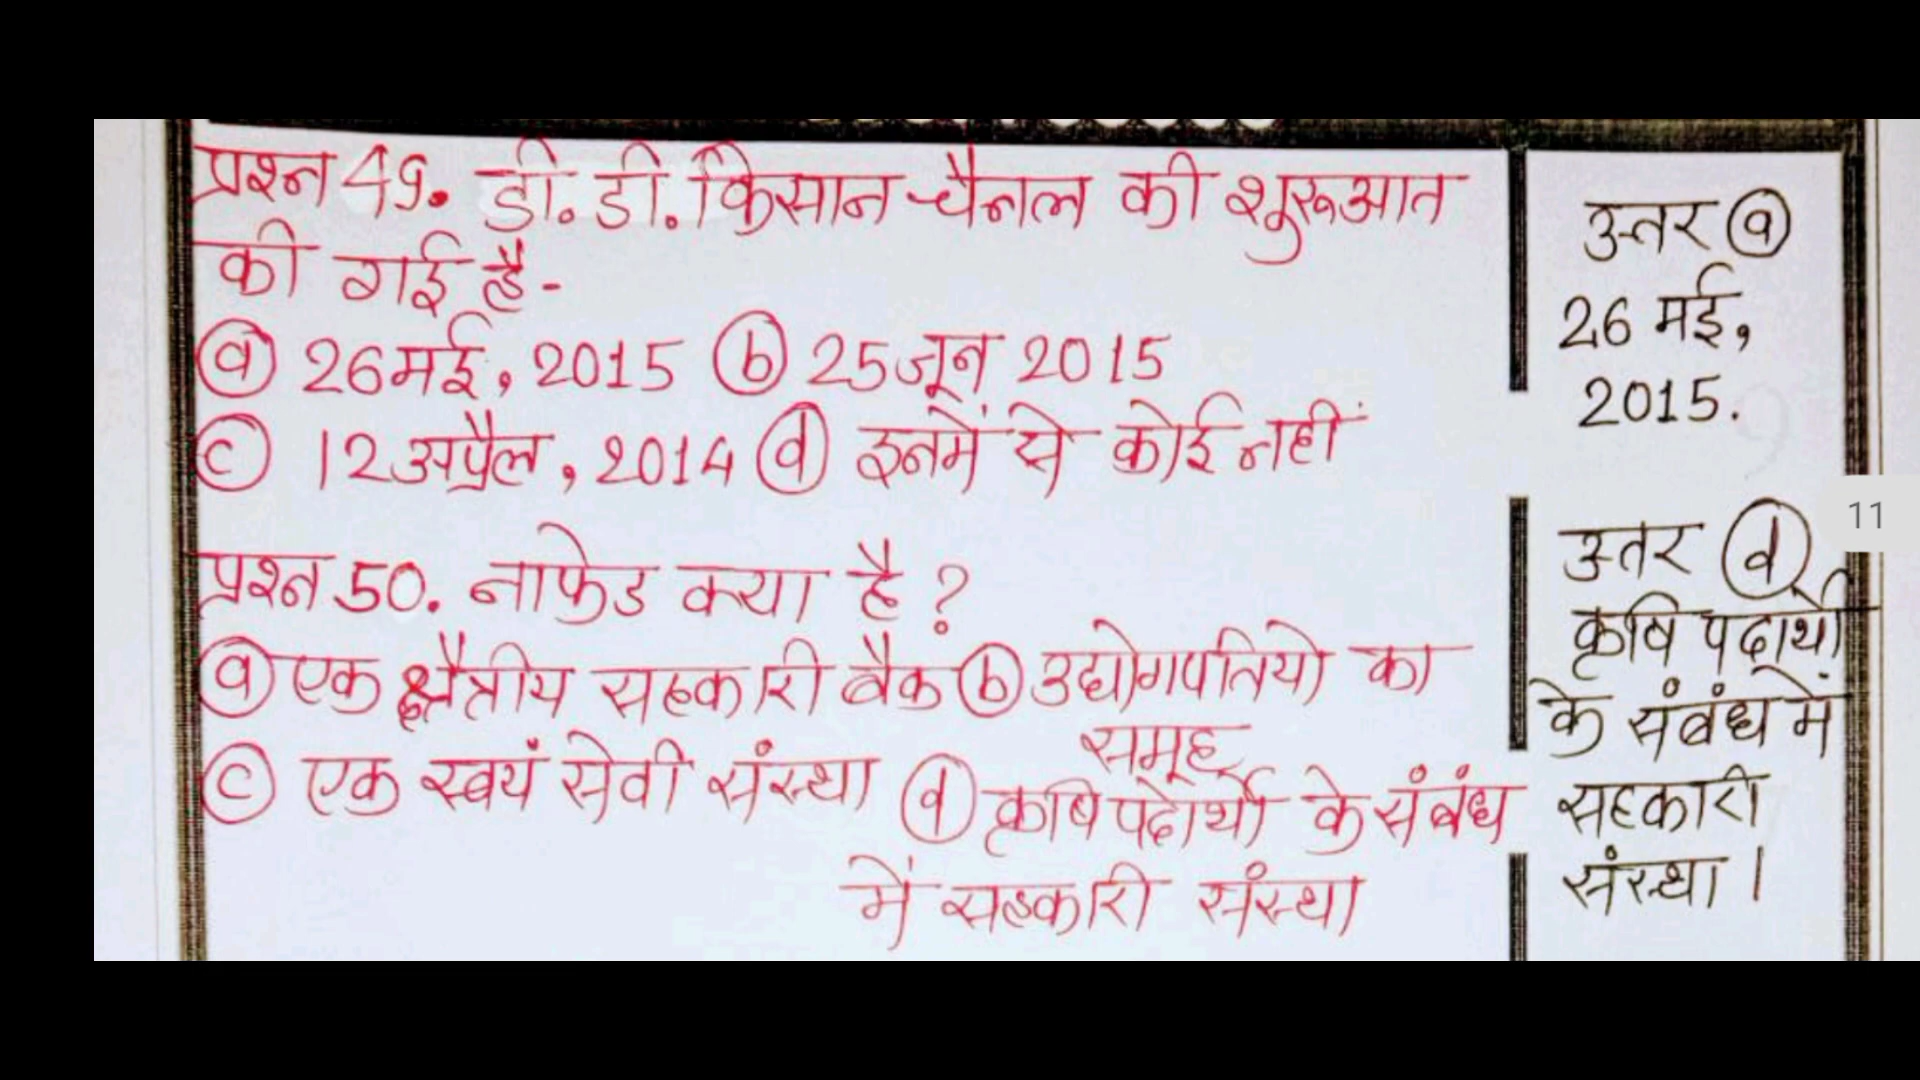 प्रश्न 49. डी. डी. किसान चैनल की शुरूआत
की गई है-
ⓐ 26 मई, 2015 ⓑ 25 जून 2015
ⓒ 12 अप्रैल, 2014 ⓓ इनमें से कोई नहीं
प्रश्न 50. नाफेड क्या है ?
ⓐ एक क्षैत्रीय सहकारी बैंक ⓑ उद्योगपतियो का
समूह
ⓒ एक स्वयं सेवी संस्था ⓓ कृषि पदार्थो के संबंध
में सहकारी संस्था
उत्तर ⓐ
26 मई,
2015.
उत्तर ⓓ
कृषि पदार्थो
के संबंध में
सहकारी
संस्था ।
11